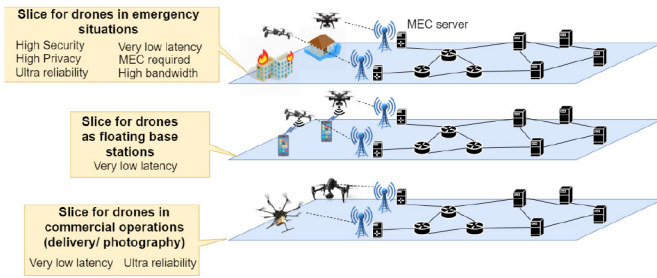 Slice for drones in emergency
situations
High Security Very low latency
High Privacy MEC required
Ultra reliability High bandwidth
MEC server
Slice for drones
as floating base
stations
Very low latency
Slice for drones in
commercial operations
(delivery/ photography)
Very low latency Ultra reliability